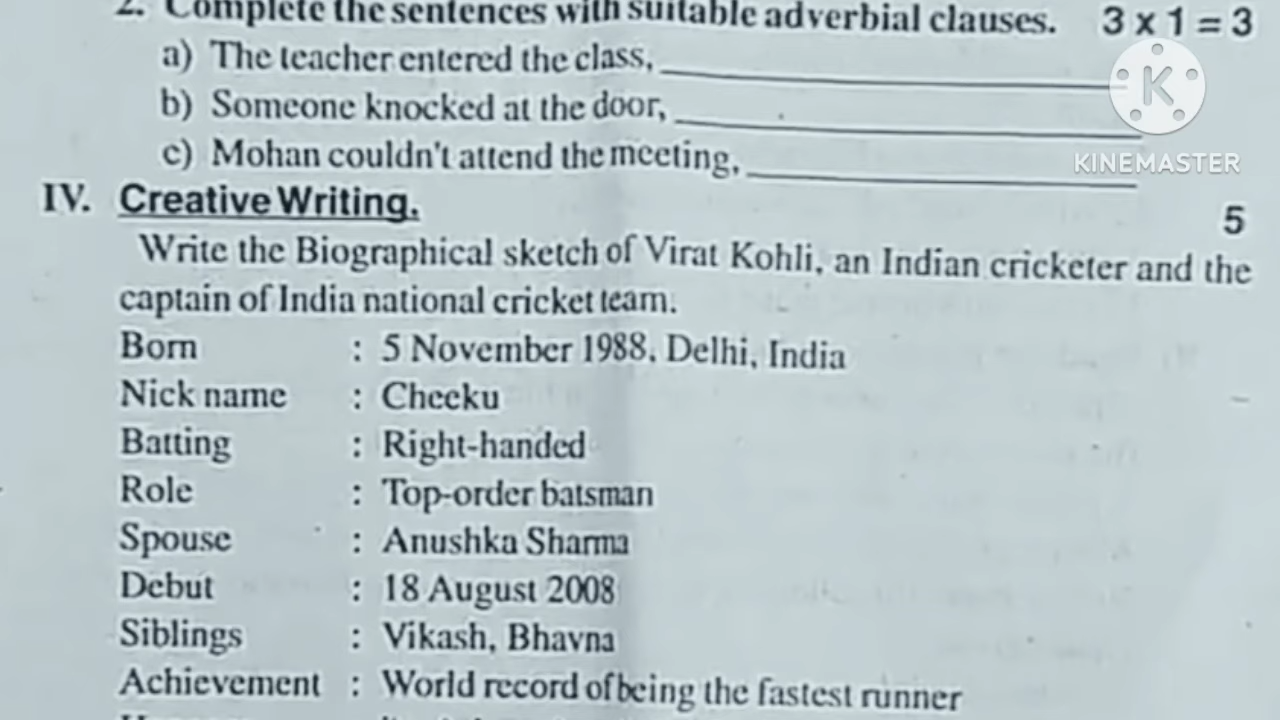 2. Complete the sentences with suitable adverbial clauses. 3 x 1 = 3
a) The teacher entered the class, ____
b) Someone knocked at the door, ____
c) Mohan couldn't attend the meeting, ____
KINEMASTER
IV. Creative Writing. 5
Write the Biographical sketch of Virat Kohli, an Indian cricketer and the
captain of India national cricket team.
Born : 5 November 1988, Delhi, India
Nick name : Cheeku
Batting : Right-handed
Role : Top-order batsman
Spouse : Anushka Sharma
Debut : 18 August 2008
Siblings : Vikash, Bhavna
Achievement : World record of being the fastest runner